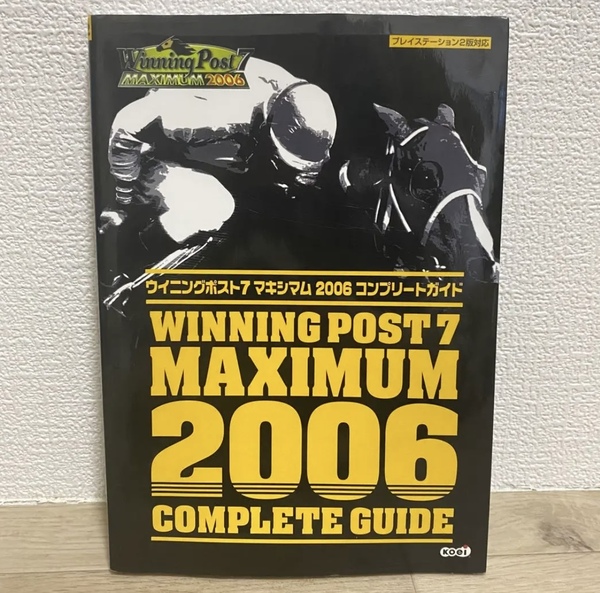 Winning Post 7
MAXIMUM 2006
プレイステーション2版対応
ウイニングポスト7 マキシマム 2006 コンプリートガイド
WINNING POST 7
MAXIMUM
2006
COMPLETE GUIDE
KOEI